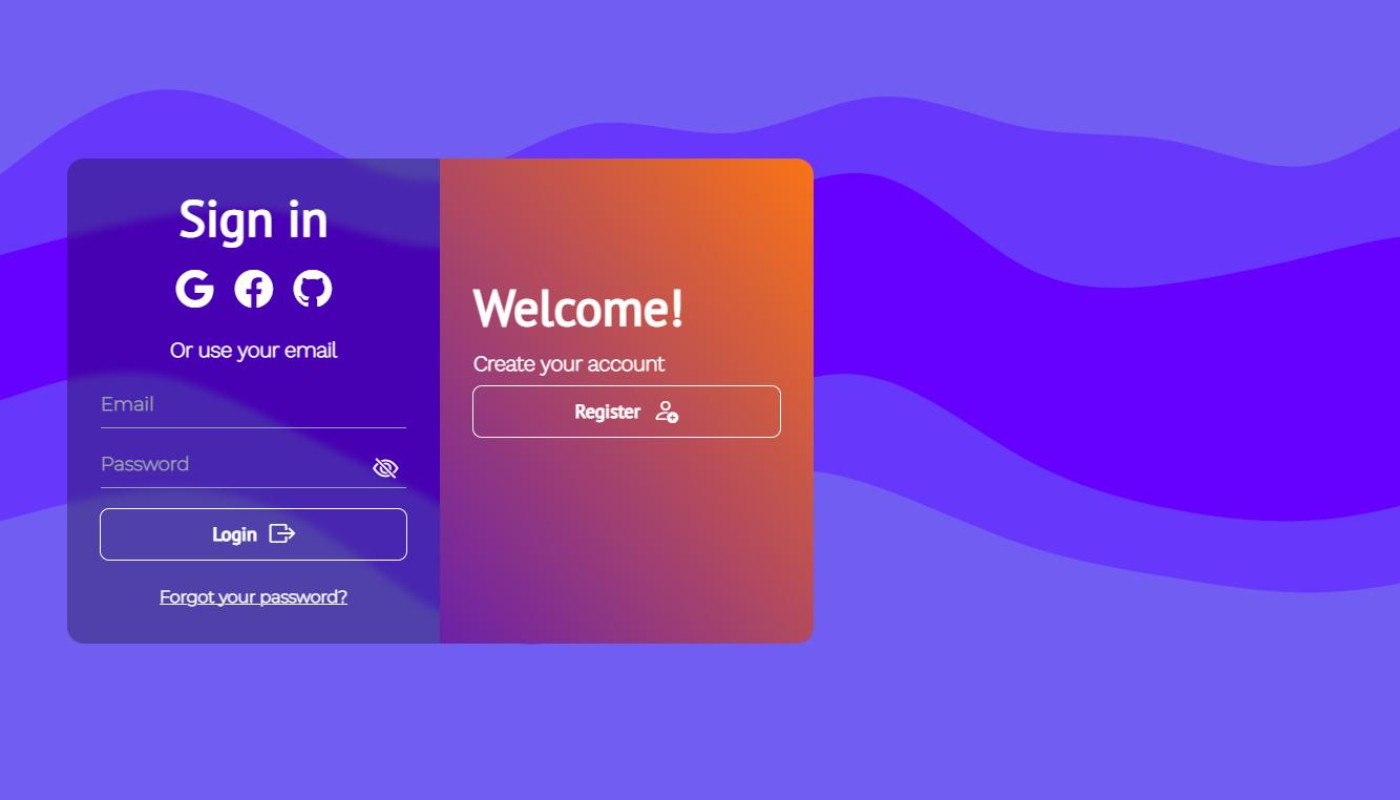 Sign in
Or use your email
Email
Password
Login
Forgot your password?
Welcome!
Create your account
Register